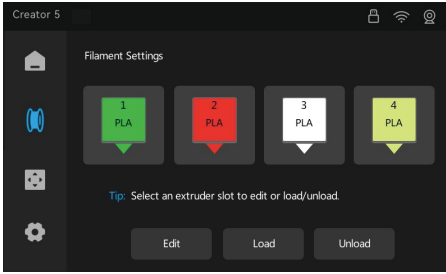 Creator 5
Filament Settings
1 2 3 4
PLA PLA PLA PLA
Tip: Select an extruder slot to edit or load/unload.
Edit Load Unload